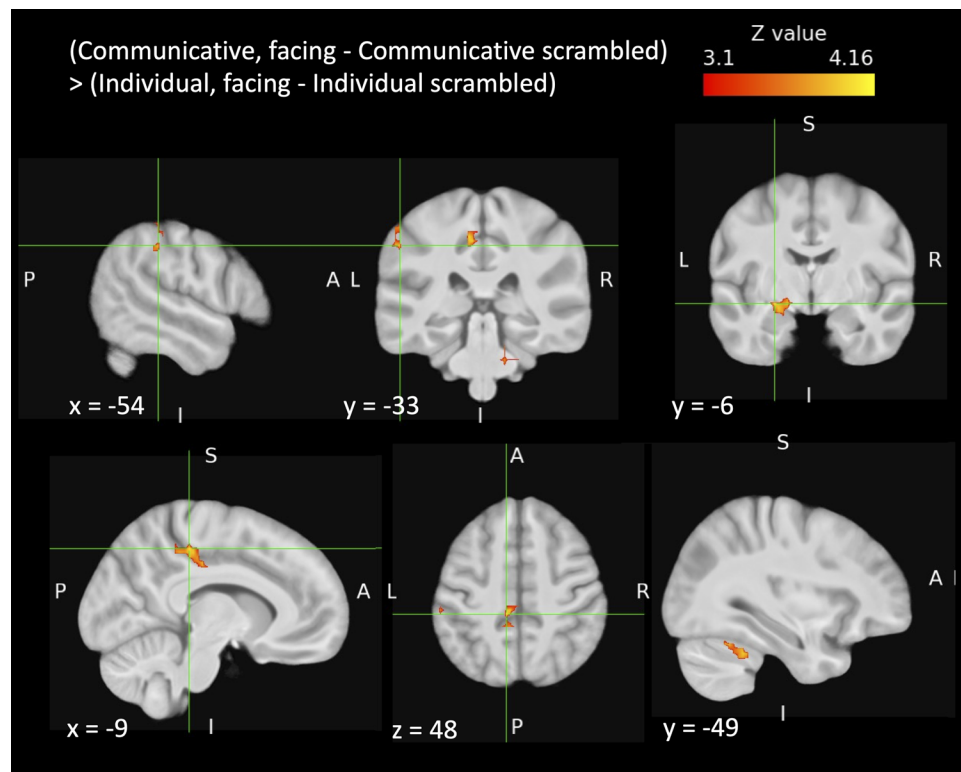 (Communicative, facing - Communicative scrambled)
> (Individual, facing - Individual scrambled)
Z value
3.1 4.16
S
P
A L
R
L
R
x = -54
I
y = -33
I
y = -6
I
S
A
S
P
A
L
R
A
x = -9
I
z = 48
P
y = -49
I